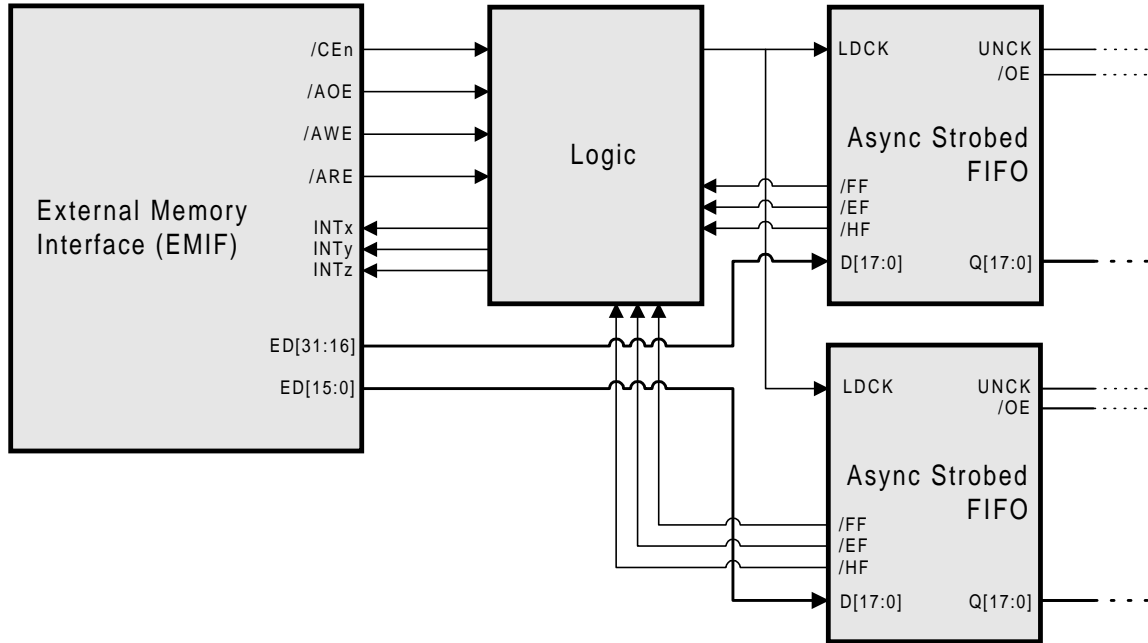 /CEn
/AOE
/AWE
/ARE
External Memory
Interface (EMIF)
INTx
INTy
INTz
ED[31:16]
ED[15:0]
Logic
LDCK
UNCK
/OE
Async Strobed
FIFO
/FF
/EF
/HF
D[17:0]
Q[17:0]
LDCK
UNCK
/OE
Async Strobed
FIFO
/FF
/EF
/HF
D[17:0]
Q[17:0]